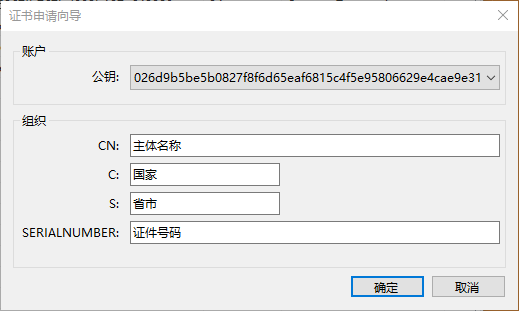 证书申请向导
账户
公钥: 026d9b5be5b0827f8f6d65eaf6815c4f5e95806629e4cae9e31
组织
CN: 主体名称
C: 国家
S: 省市
SERIALNUMBER: 证件号码
确定 取消